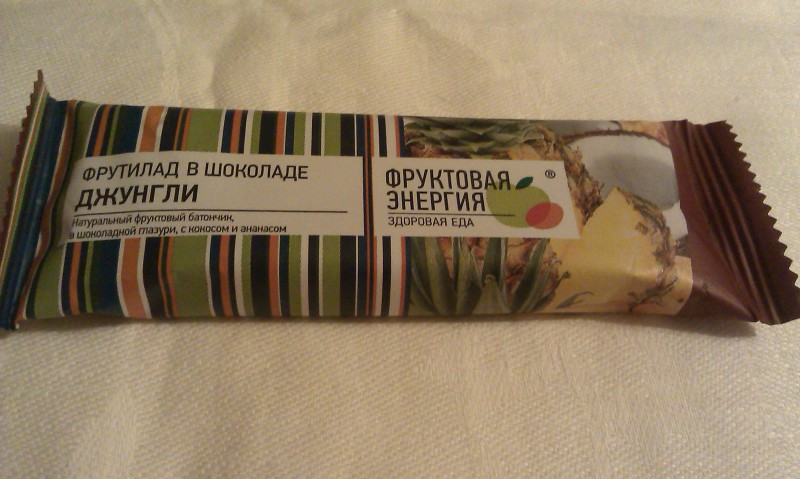 ФРУТИЛАД В ШОКОЛАДЕ
ДЖУНГЛИ
Натуральный фруктовый батончик,
в шоколадной глазури, с кокосом и ананасом
ФРУКТОВАЯ
ЭНЕРГИЯ
®
ЗДОРОВАЯ ЕДА